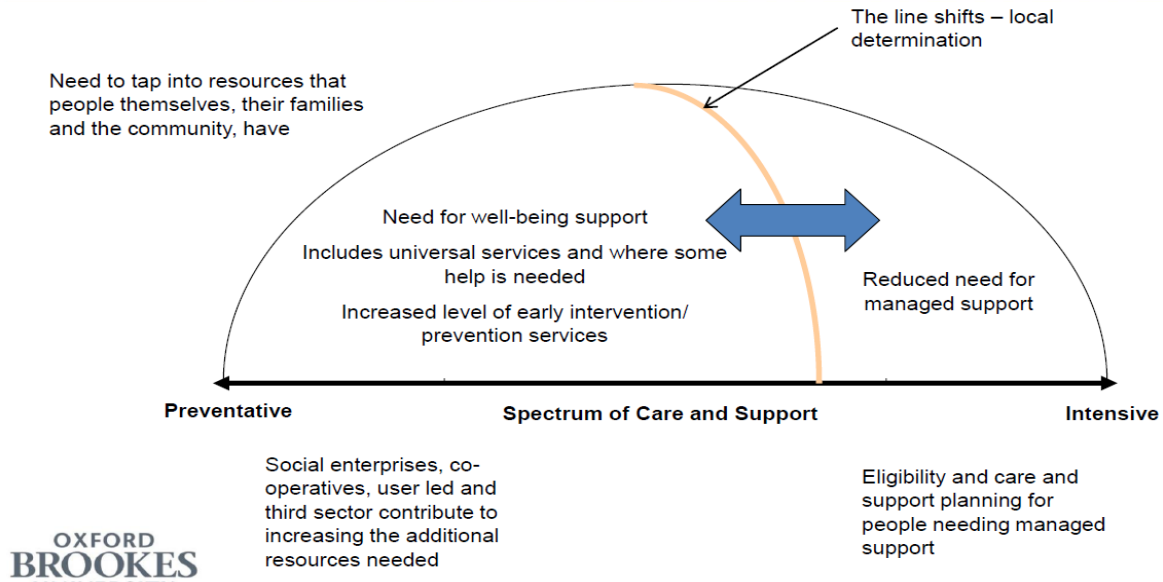 The line shifts – local
determination
Need to tap into resources that
people themselves, their families
and the community, have
Need for well-being support
Includes universal services and where some
help is needed
Increased level of early intervention/
prevention services
Reduced need for
managed support
Preventative
Spectrum of Care and Support
Intensive
Social enterprises, co-
operatives, user led and
third sector contribute to
increasing the additional
resources needed
Eligibility and care and
support planning for
people needing managed
support
OXFORD
BROOKES